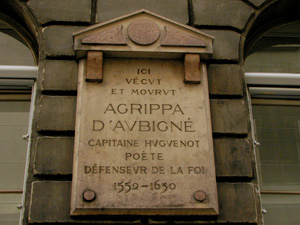 ICI
VÉCVT
ET MOVRVT
AGRIPPA
D'AVBIGNÉ
CAPITAINE HVGVENOT
POÈTE
DÉFENSEVR DE LA FOI
1552-1630